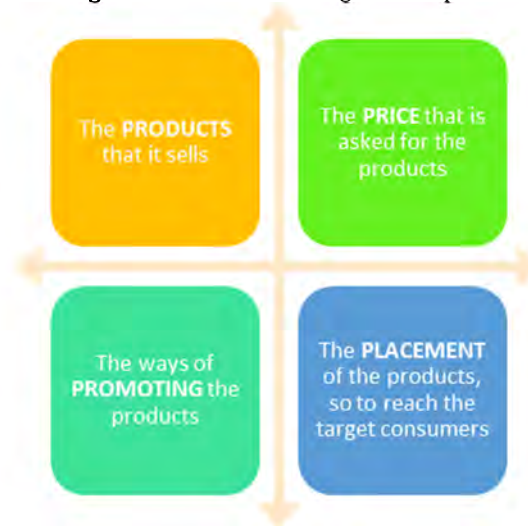 The PRODUCTS
that it sells
The PRICE that is
asked for the
products
The ways of
PROMOTING the
products
The PLACEMENT
of the products,
so to reach the
target consumers